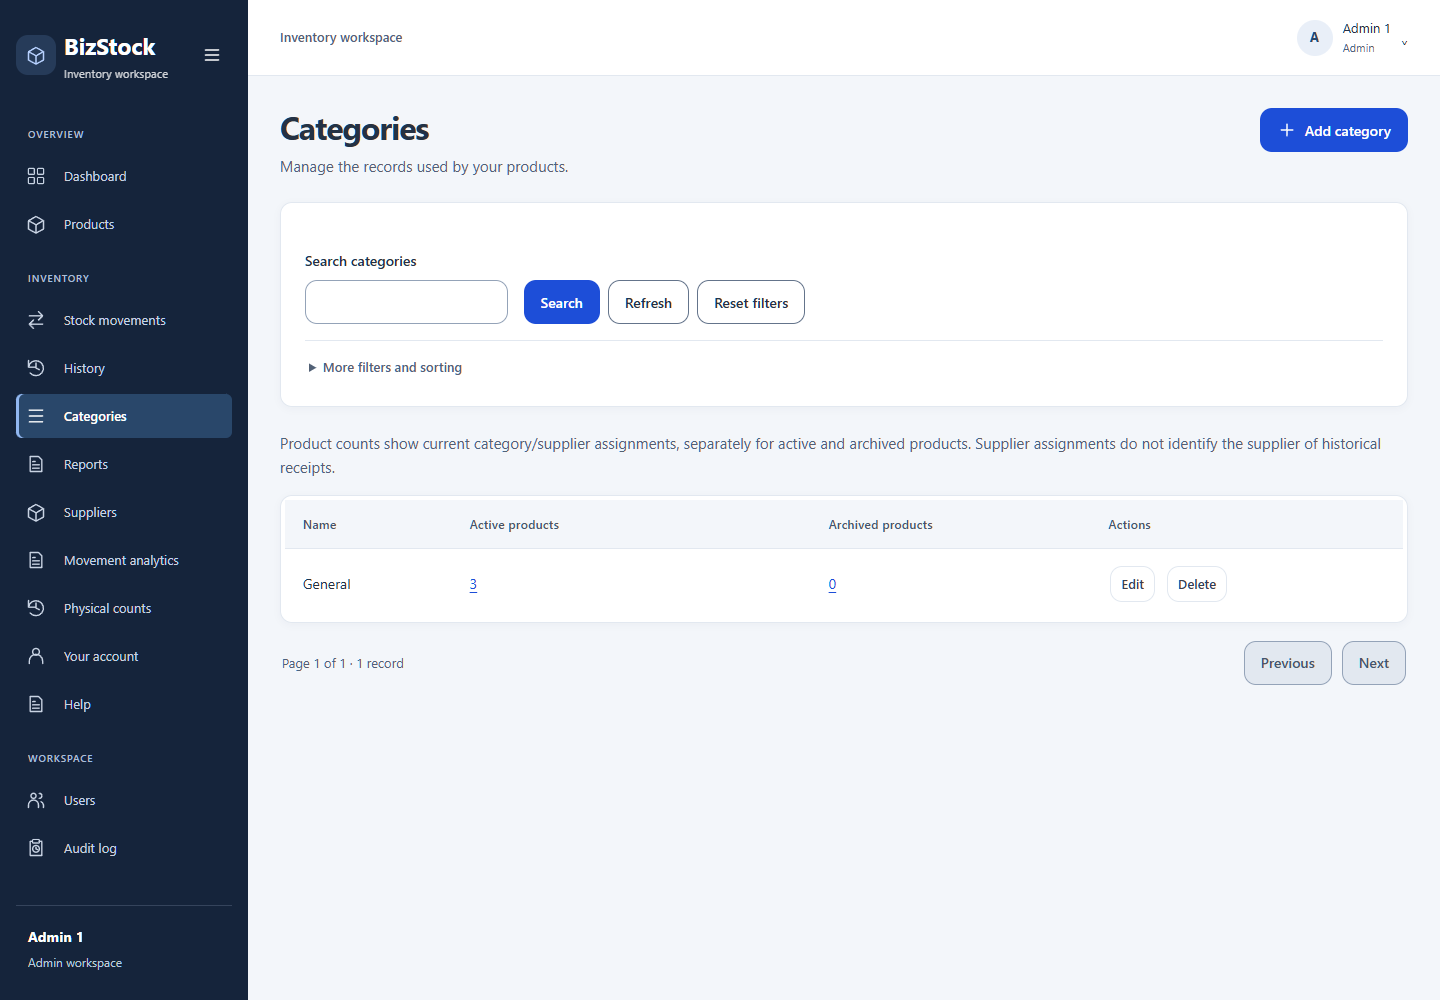 BizStock
Inventory workspace
OVERVIEW
Dashboard
Products
INVENTORY
Stock movements
History
Categories
Reports
Suppliers
Movement analytics
Physical counts
Your account
Help
WORKSPACE
Users
Audit log
Admin 1
Admin workspace
Inventory workspace
A
Admin 1
Admin
Categories
Manage the records used by your products.
+ Add category
Search categories
Search Refresh Reset filters
More filters and sorting
Product counts show current category/supplier assignments, separately for active and archived products. Supplier assignments do not identify the supplier of historical
receipts.
Name Active products Archived products Actions
General 3 0 Edit Delete
Page 1 of 1 · 1 record
Previous Next